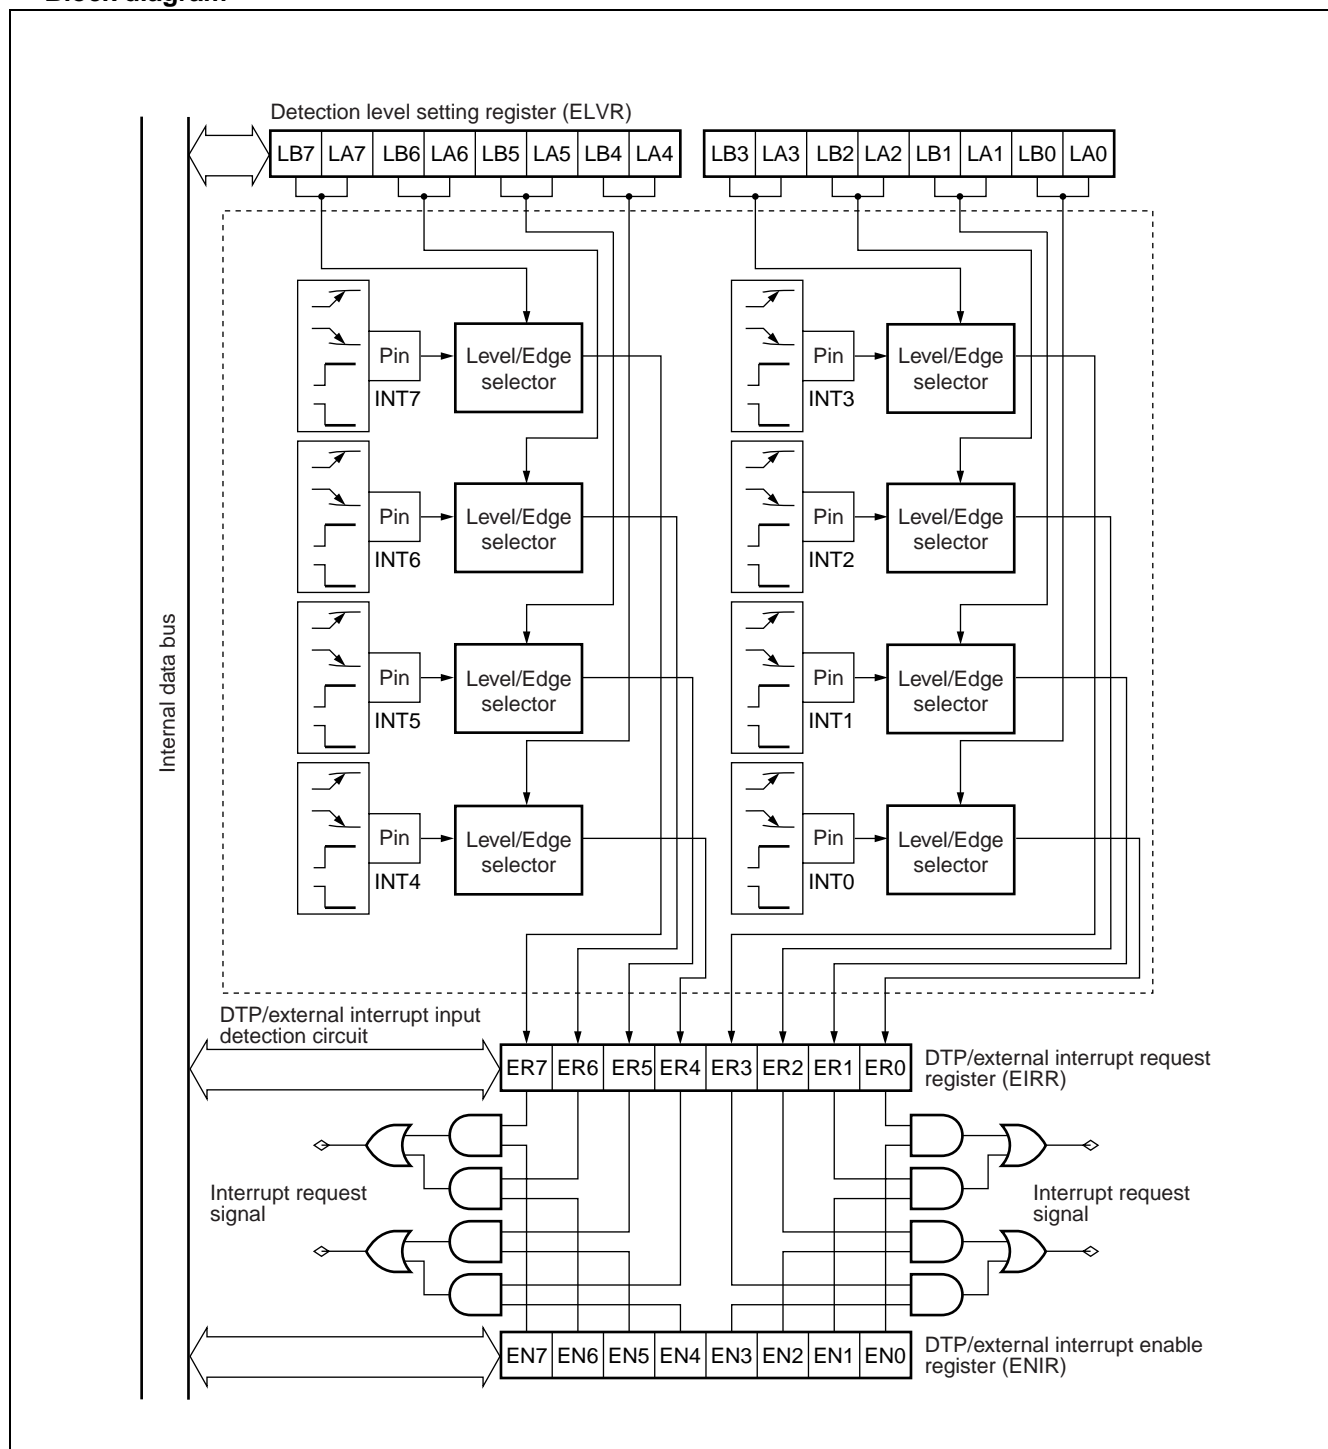 Block diagram
Detection level setting register (ELVR)
LB7 LA7 LB6 LA6 LB5 LA5 LB4 LA4 LB3 LA3 LB2 LA2 LB1 LA1 LB0 LA0
Pin
INT7
Level/Edge
selector
Pin
INT3
Level/Edge
selector
Pin
INT6
Level/Edge
selector
Pin
INT2
Level/Edge
selector
Internal data bus
Pin
INT5
Level/Edge
selector
Pin
INT1
Level/Edge
selector
Pin
INT4
Level/Edge
selector
Pin
INT0
Level/Edge
selector
DTP/external interrupt input
detection circuit
ER7 ER6 ER5 ER4 ER3 ER2 ER1 ER0
DTP/external interrupt request
register (EIRR)
Interrupt request
signal
Interrupt request
signal
EN7 EN6 EN5 EN4 EN3 EN2 EN1 EN0
DTP/external interrupt enable
register (ENIR)